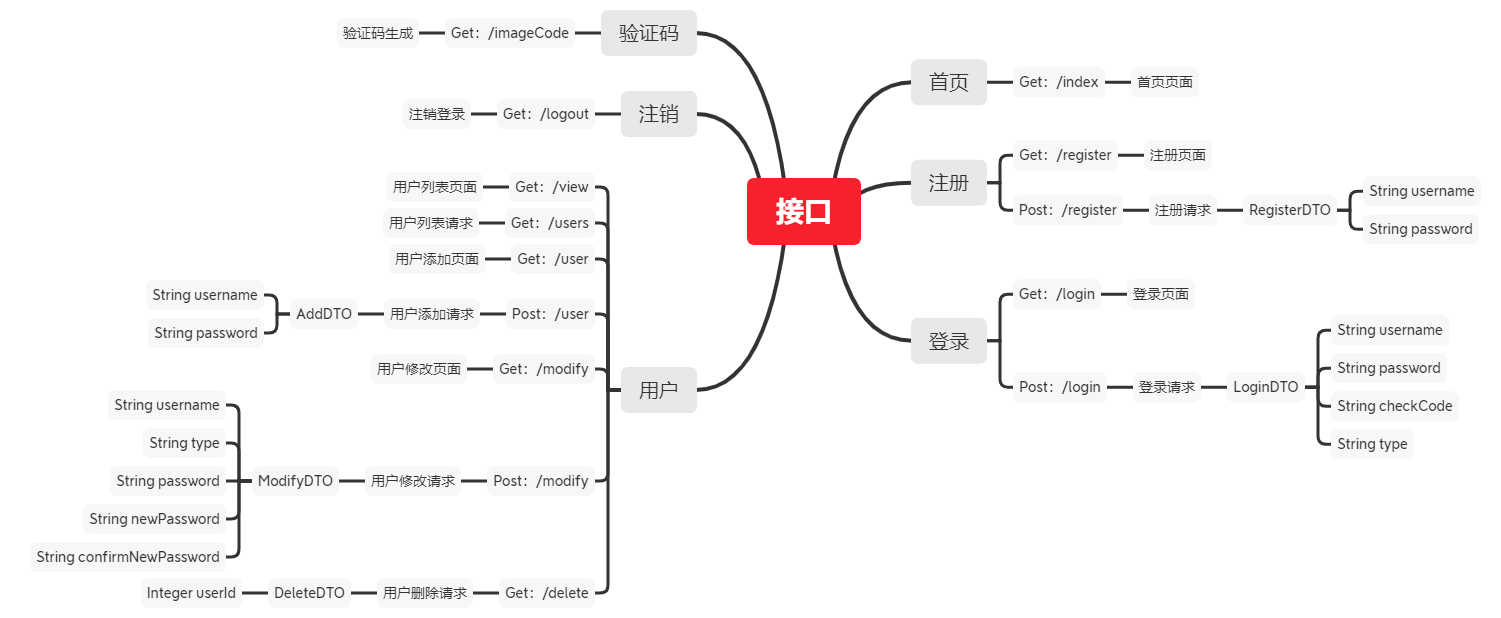 接口
验证码
Get：/imageCode
验证码生成
注销
Get：/logout
注销登录
用户
Get：/view
用户列表页面
Get：/users
用户列表请求
Get：/user
用户添加页面
Post：/user
用户添加请求
AddDTO
String username
String password
Get：/modify
用户修改页面
Post：/modify
用户修改请求
ModifyDTO
String username
String type
String password
String newPassword
String confirmNewPassword
Get：/delete
用户删除请求
DeleteDTO
Integer userId
首页
Get：/index
首页页面
注册
Get：/register
注册页面
Post：/register
注册请求
RegisterDTO
String username
String password
登录
Get：/login
登录页面
Post：/login
登录请求
LoginDTO
String username
String password
String checkCode
String type